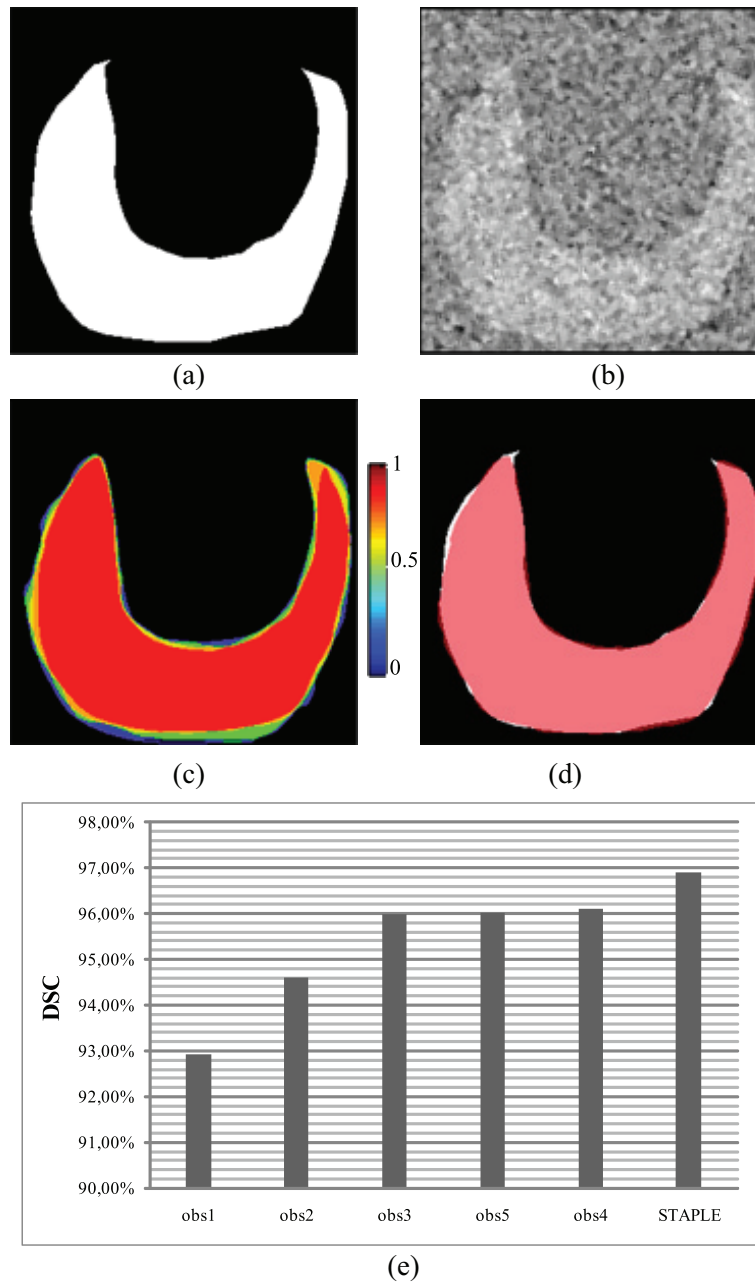 (a)
(b)
1
0.5
0
(c)
(d)
98,00%
97,00%
96,00%
95,00%
94,00%
93,00%
92,00%
91,00%
90,00%
DSC
obs1 obs2 obs3 obs5 obs4 STAPLE
(e)